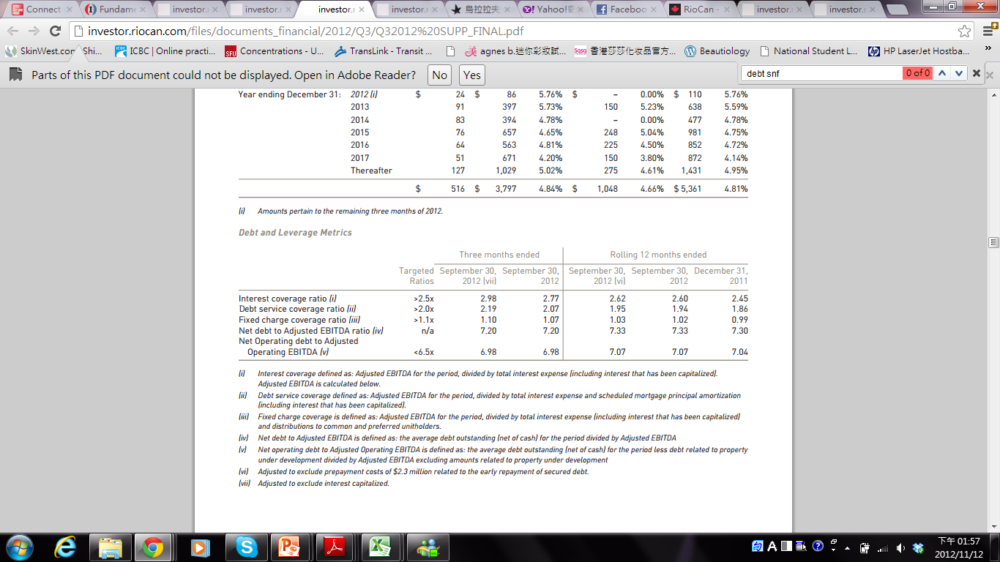 Connect
Fundame
investor.r
investor.r
investor.r
investor.r
烏拉拉夫
Yahoo!
Faceboo
RioCan -
investor.r
investor.r
investor.riocan.com/files/documents_financial/2012/Q3/Q32012%20SUPP_FINAL.pdf
SkinWest.com Shi... ICBC | Online practi... SFU Concentrations - U... TransLink - Transit ... agnes b.迷你彩妝試... Sasa 香港莎莎化妝品官方... Beautiology National Student L... HP LaserJet Hostba... »
Parts of this PDF document could not be displayed. Open in Adobe Reader? No Yes
debt snf 0 of 0
Year ending December 31: 2012 (i) $ 24 $ 86 5.76% $ – 0.00% $ 110 5.76%
2013 91 397 5.73% 150 5.23% 638 5.59%
2014 83 394 4.78% – 0.00% 477 4.78%
2015 76 657 4.65% 248 5.04% 981 4.75%
2016 64 563 4.81% 225 4.50% 852 4.72%
2017 51 671 4.20% 150 3.80% 872 4.14%
Thereafter 127 1,029 5.02% 275 4.61% 1,431 4.95%
$ 516 $ 3,797 4.84% $ 1,048 4.66% $ 5,361 4.81%
(i) Amounts pertain to the remaining three months of 2012.
Debt and Leverage Metrics
Three months ended Rolling 12 months ended
Targeted September 30, September 30, September 30, September 30, December 31,
Ratios 2012 (vii) 2012 2012 (vi) 2012 2011
Interest coverage ratio (i) >2.5x 2.98 2.77 2.62 2.60 2.45
Debt service coverage ratio (ii) >2.0x 2.19 2.07 1.95 1.94 1.86
Fixed charge coverage ratio (iii) >1.1x 1.10 1.07 1.03 1.02 0.99
Net debt to Adjusted EBITDA ratio (iv) n/a 7.20 7.20 7.33 7.33 7.30
Net Operating debt to Adjusted
Operating EBITDA (v) <6.5x 6.98 6.98 7.07 7.07 7.04
(i) Interest coverage defined as: Adjusted EBITDA for the period, divided by total interest expense (including interest that has been capitalized).
Adjusted EBITDA is calculated below.
(ii) Debt service coverage defined as: Adjusted EBITDA for the period, divided by total interest expense and scheduled mortgage principal amortization
(including interest that has been capitalized).
(iii) Fixed charge coverage is defined as: Adjusted EBITDA for the period, divided by total interest expense (including interest that has been capitalized)
and distributions to common and preferred unitholders.
(iv) Net debt to Adjusted EBITDA is defined as: the average debt outstanding (net of cash) for the period divided by Adjusted EBITDA
(v) Net operating debt to Adjusted Operating EBITDA is defined as: the average debt outstanding (net of cash) for the period less debt related to property
under development divided by Adjusted EBITDA excluding amounts related to property under development
(vi) Adjusted to exclude prepayment costs of $2.3 million related to the early repayment of secured debt.
(vii) Adjusted to exclude interest capitalized.
A
下午 01:57
2012/11/12